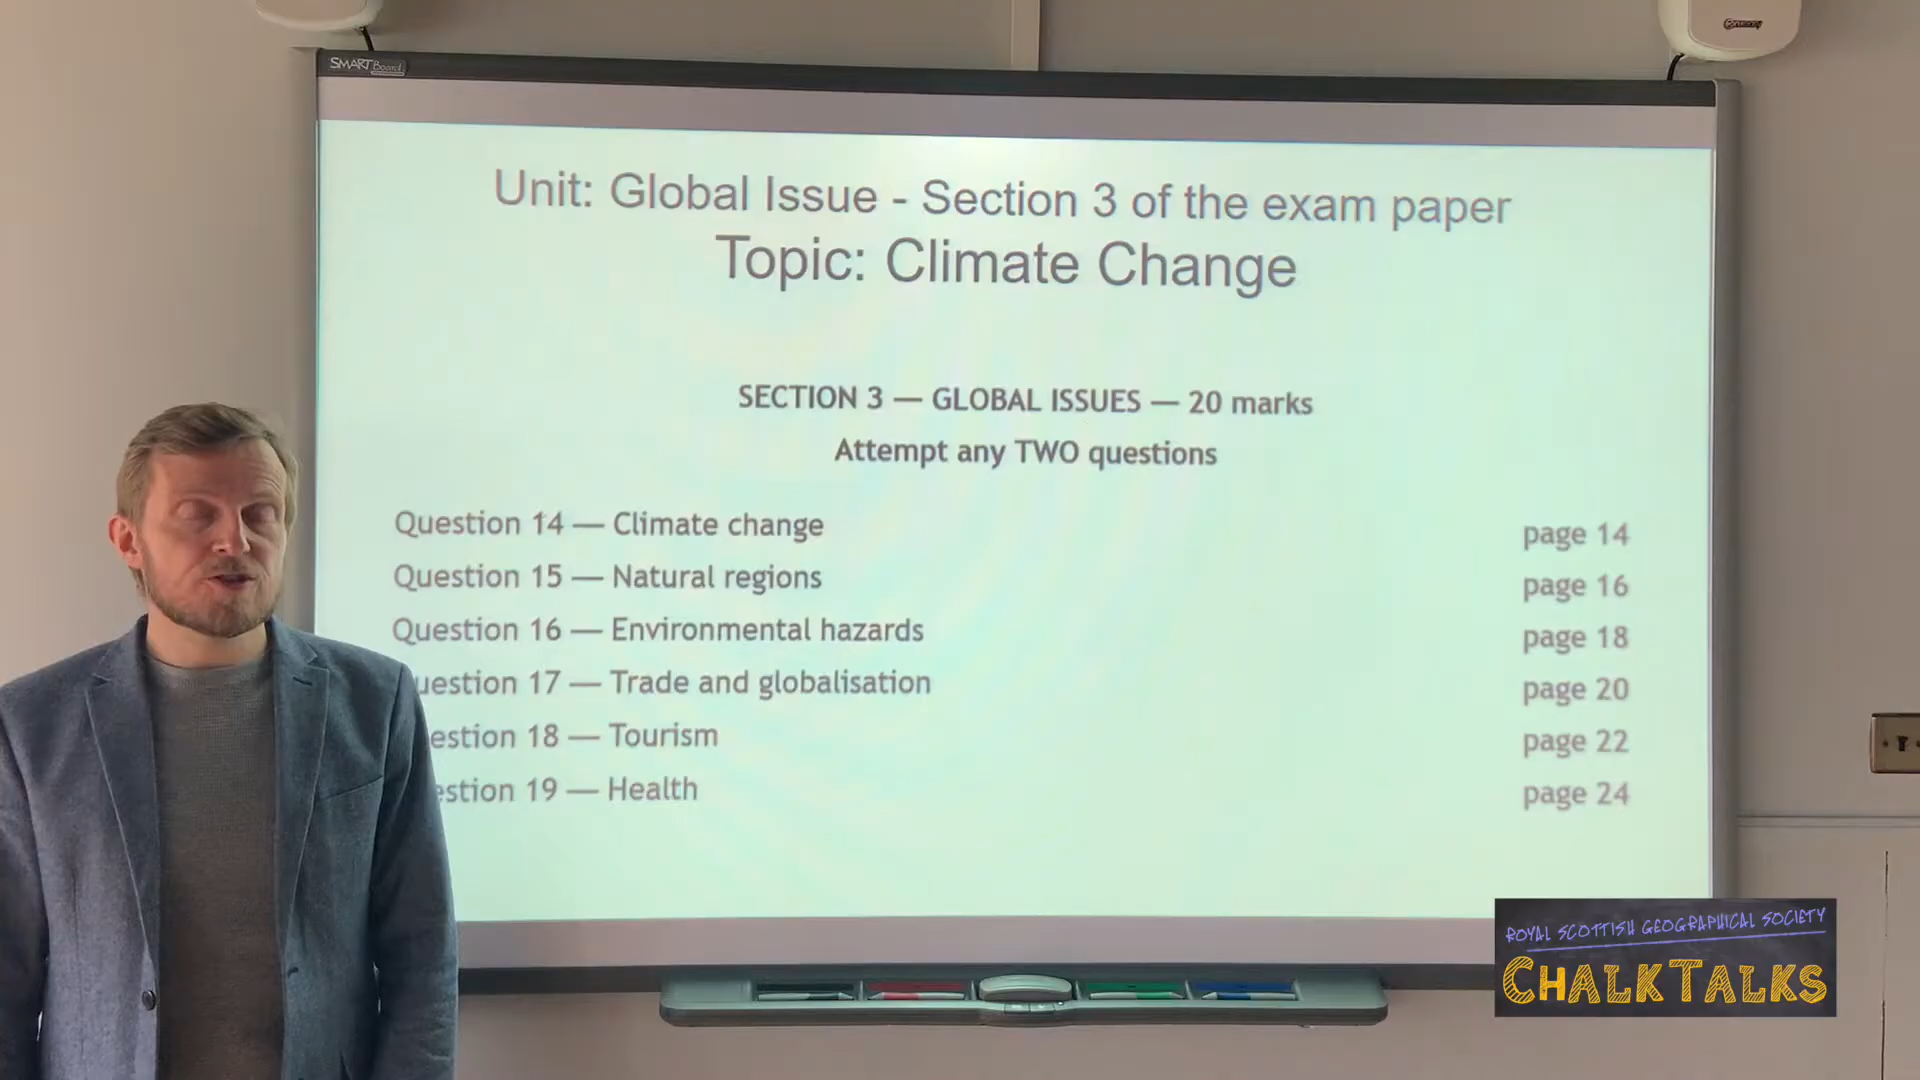 SMART Board
Unit: Global Issue - Section 3 of the exam paper
Topic: Climate Change
SECTION 3 — GLOBAL ISSUES — 20 marks
Attempt any TWO questions
Question 14 — Climate change page 14
Question 15 — Natural regions page 16
Question 16 — Environmental hazards page 18
uestion 17 — Trade and globalisation page 20
estion 18 — Tourism page 22
estion 19 — Health page 24
ROYAL SCOTTISH GEOGRAPHICAL SOCIETY
CHALKTALKS